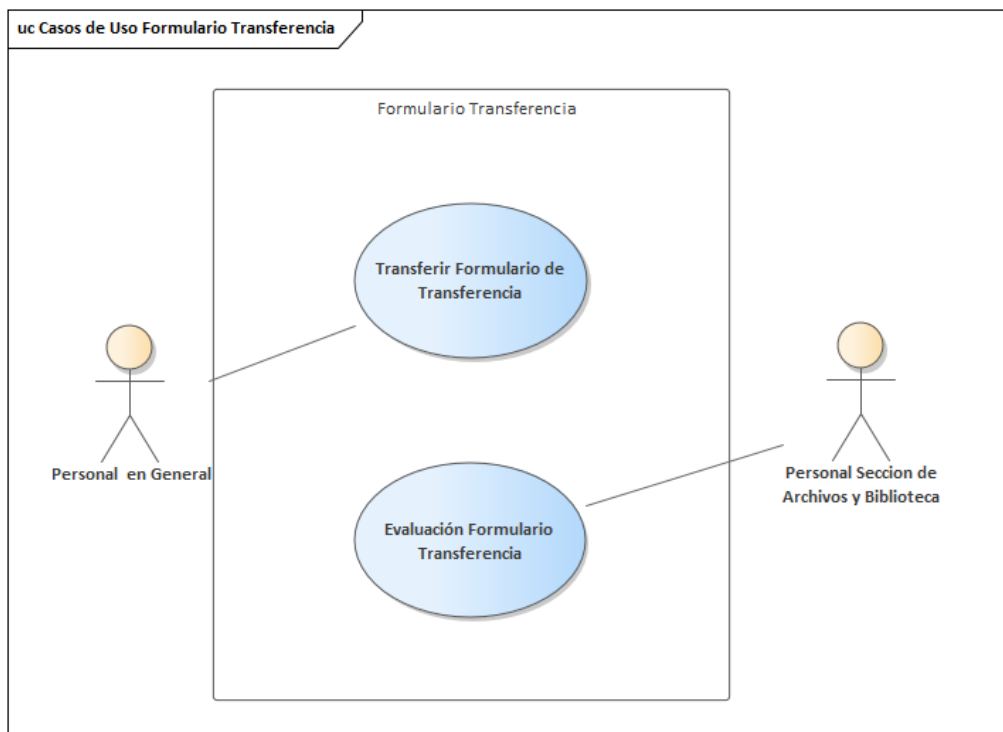 uc Casos de Uso Formulario Transferencia
Formulario Transferencia
Transferir Formulario de
Transferencia
Personal en General
Personal Seccion de
Archivos y Biblioteca
Evaluación Formulario
Transferencia